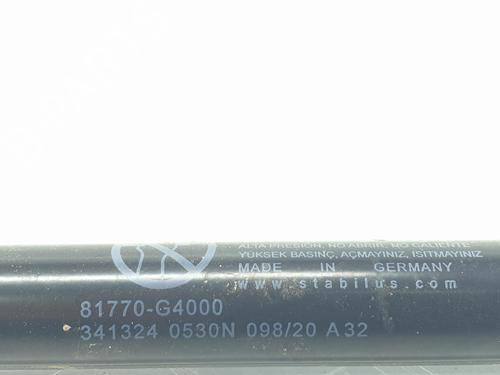 ALTA PRESION, NO ABRIR, NO CALIENTE
YÜKSEK BASINÇ, AÇMAYINIZ, ISITMAYINIZ
MADE IN GERMANY
www.stabilus.com
81770-G4000
341324 0530N 098/20 A32